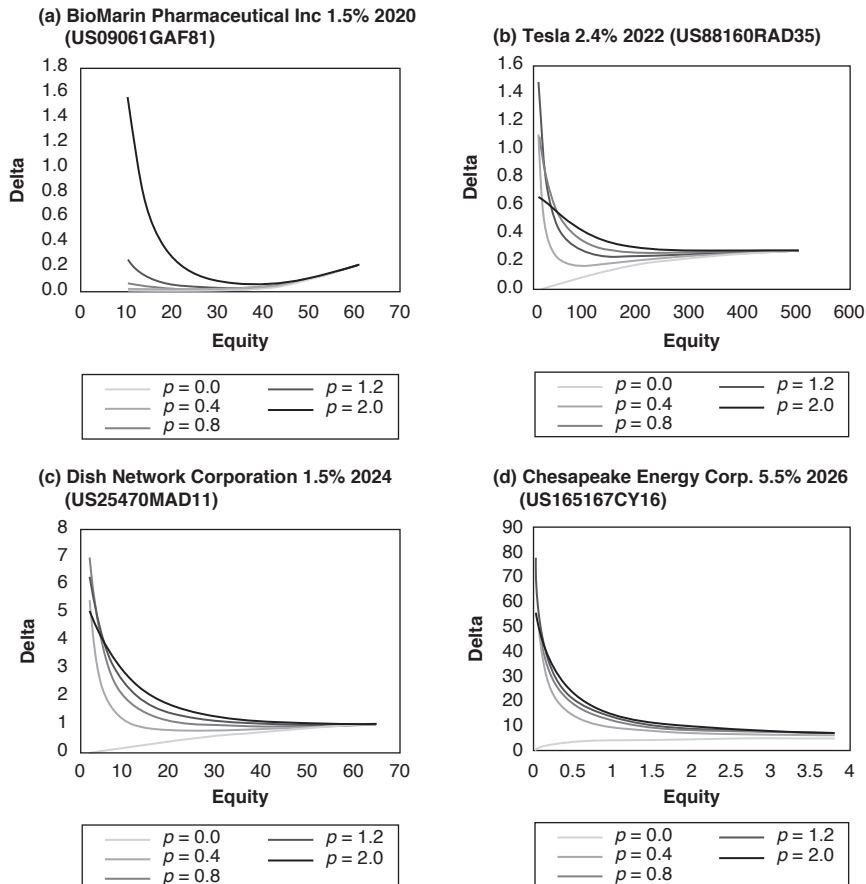 (a) BioMarin Pharmaceutical Inc 1.5% 2020
(US09061GAF81)
1.8
1.6
1.4
1.2
1.0
0.8
0.6
0.4
0.2
0.0
Delta
0 10 20 30 40 50 60 70
Equity
p = 0.0
p = 0.4
p = 0.8
p = 1.2
p = 2.0
(b) Tesla 2.4% 2022 (US88160RAD35)
1.6
1.4
1.2
1.0
0.8
0.6
0.4
0.2
0.0
Delta
0 100 200 300 400 500 600
Equity
p = 0.0
p = 0.4
p = 0.8
p = 1.2
p = 2.0
(c) Dish Network Corporation 1.5% 2024
(US25470MAD11)
8
7
6
5
4
3
2
1
0
Delta
0 10 20 30 40 50 60 70
Equity
p = 0.0
p = 0.4
p = 0.8
p = 1.2
p = 2.0
(d) Chesapeake Energy Corp. 5.5% 2026
(US165167CY16)
90
80
70
60
50
40
30
20
10
0
Delta
0 0.5 1 1.5 2 2.5 3 3.5 4
Equity
p = 0.0
p = 0.4
p = 0.8
p = 1.2
p = 2.0